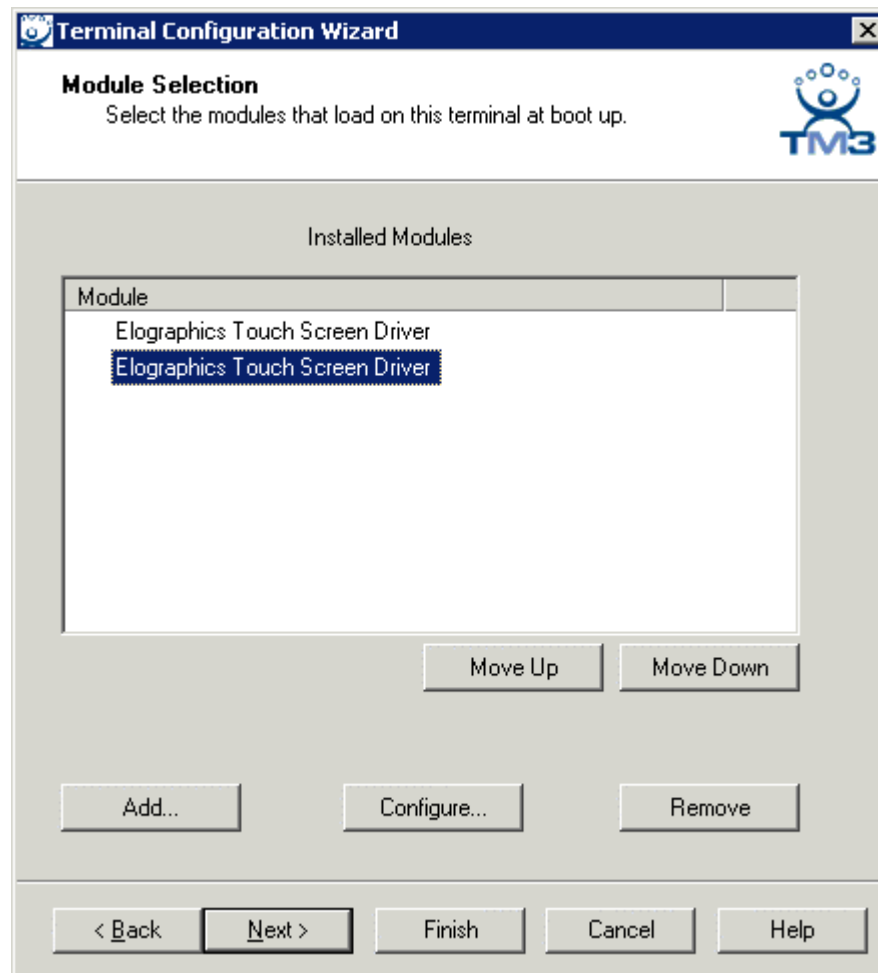 Terminal Configuration Wizard
Module Selection
Select the modules that load on this terminal at boot up.
TM3
Installed Modules
Module
Elographics Touch Screen Driver
Elographics Touch Screen Driver
Move Up Move Down
Add... Configure... Remove
< Back Next > Finish Cancel Help